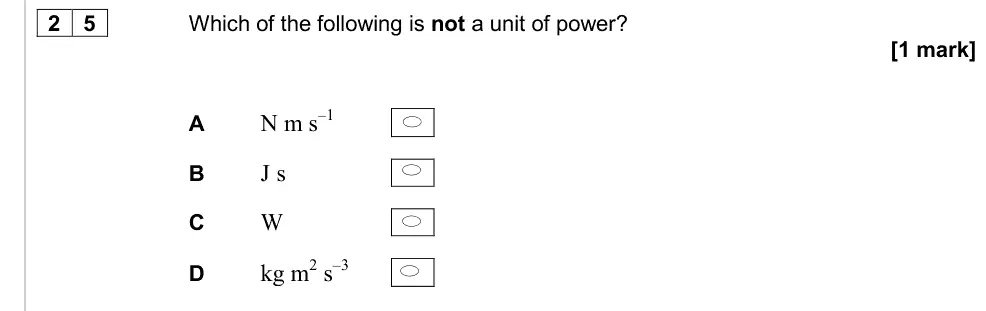 2 5 Which of the following is not a unit of power?
[1 mark]
A N m s⁻¹
B J s
C W
D kg m² s⁻³